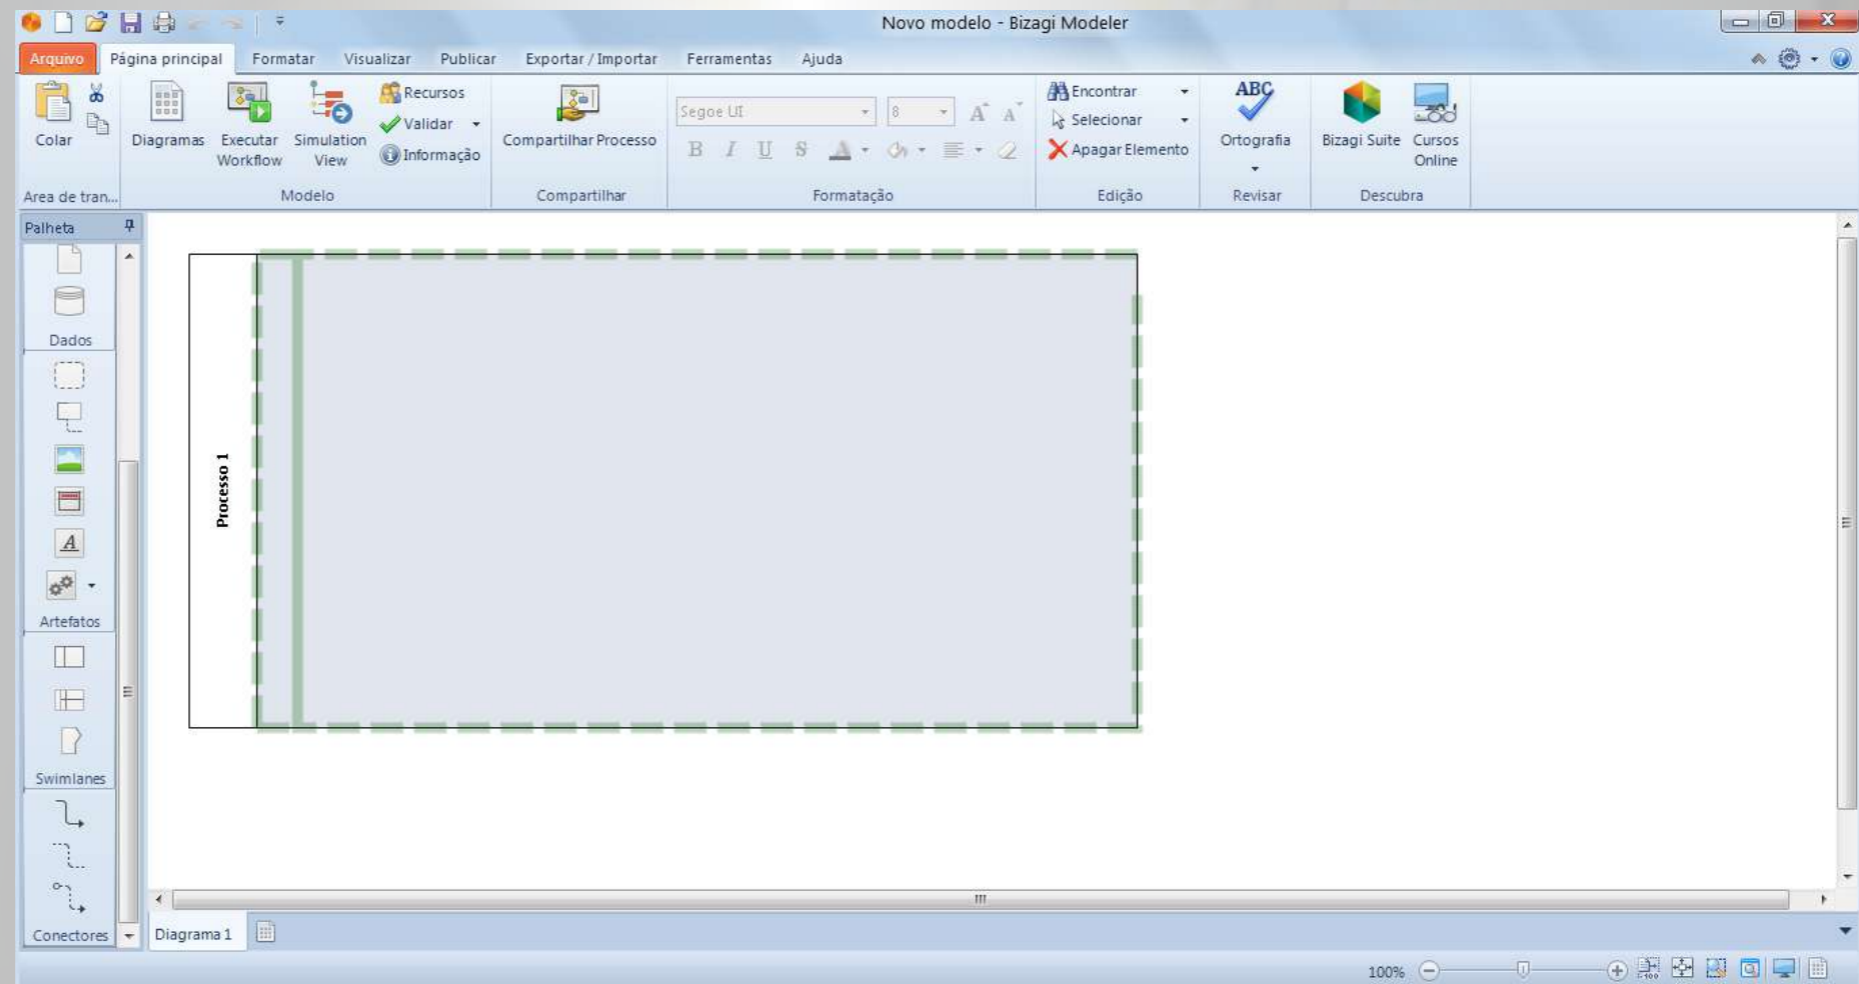 Novo modelo - Bizagi Modeler
Arquivo Página principal Formatar Visualizar Publicar Exportar / Importar Ferramentas Ajuda
Colar
Diagramas
Executar
Workflow
Simulation
View
Recursos
Validar
Informação
Compartilhar Processo
Segoe UI
8
A A
B I U S A
Encontrar
Selecionar
Apagar Elemento
ABC
Ortografia
Bizagi Suite
Cursos
Online
Area de tran... Modelo Compartilhar Formatação Edição Revisar Descubra
Palheta
Dados
A
Artefatos
Swimlanes
Conectores
Processo 1
Diagrama 1
100%